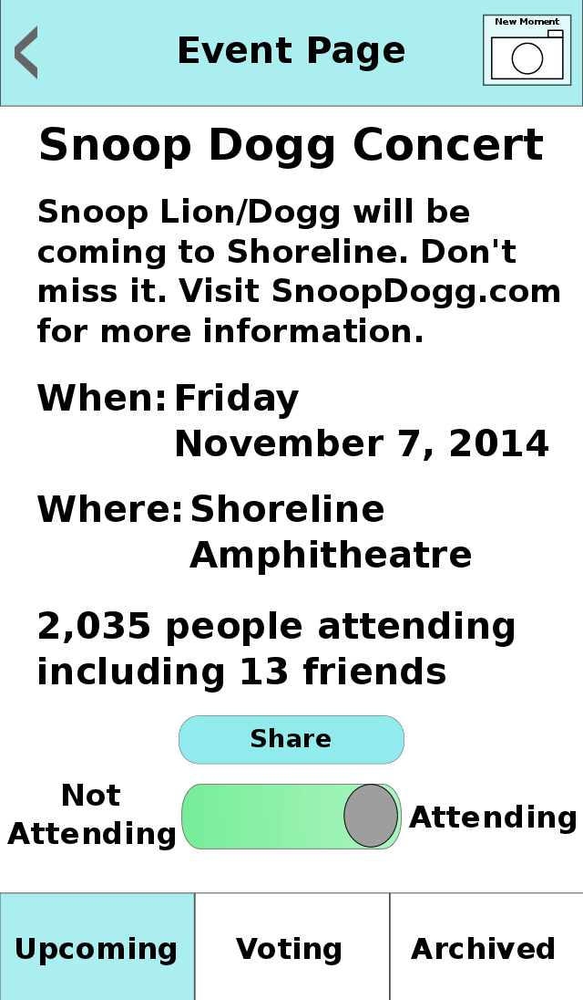 New Moment
Event Page
Snoop Dogg Concert
Snoop Lion/Dogg will be
coming to Shoreline. Don't
miss it. Visit SnoopDogg.com
for more information.
When: Friday
November 7, 2014
Where: Shoreline
Amphitheatre
2,035 people attending
including 13 friends
Share
Not
Attending
Attending
Upcoming
Voting
Archived